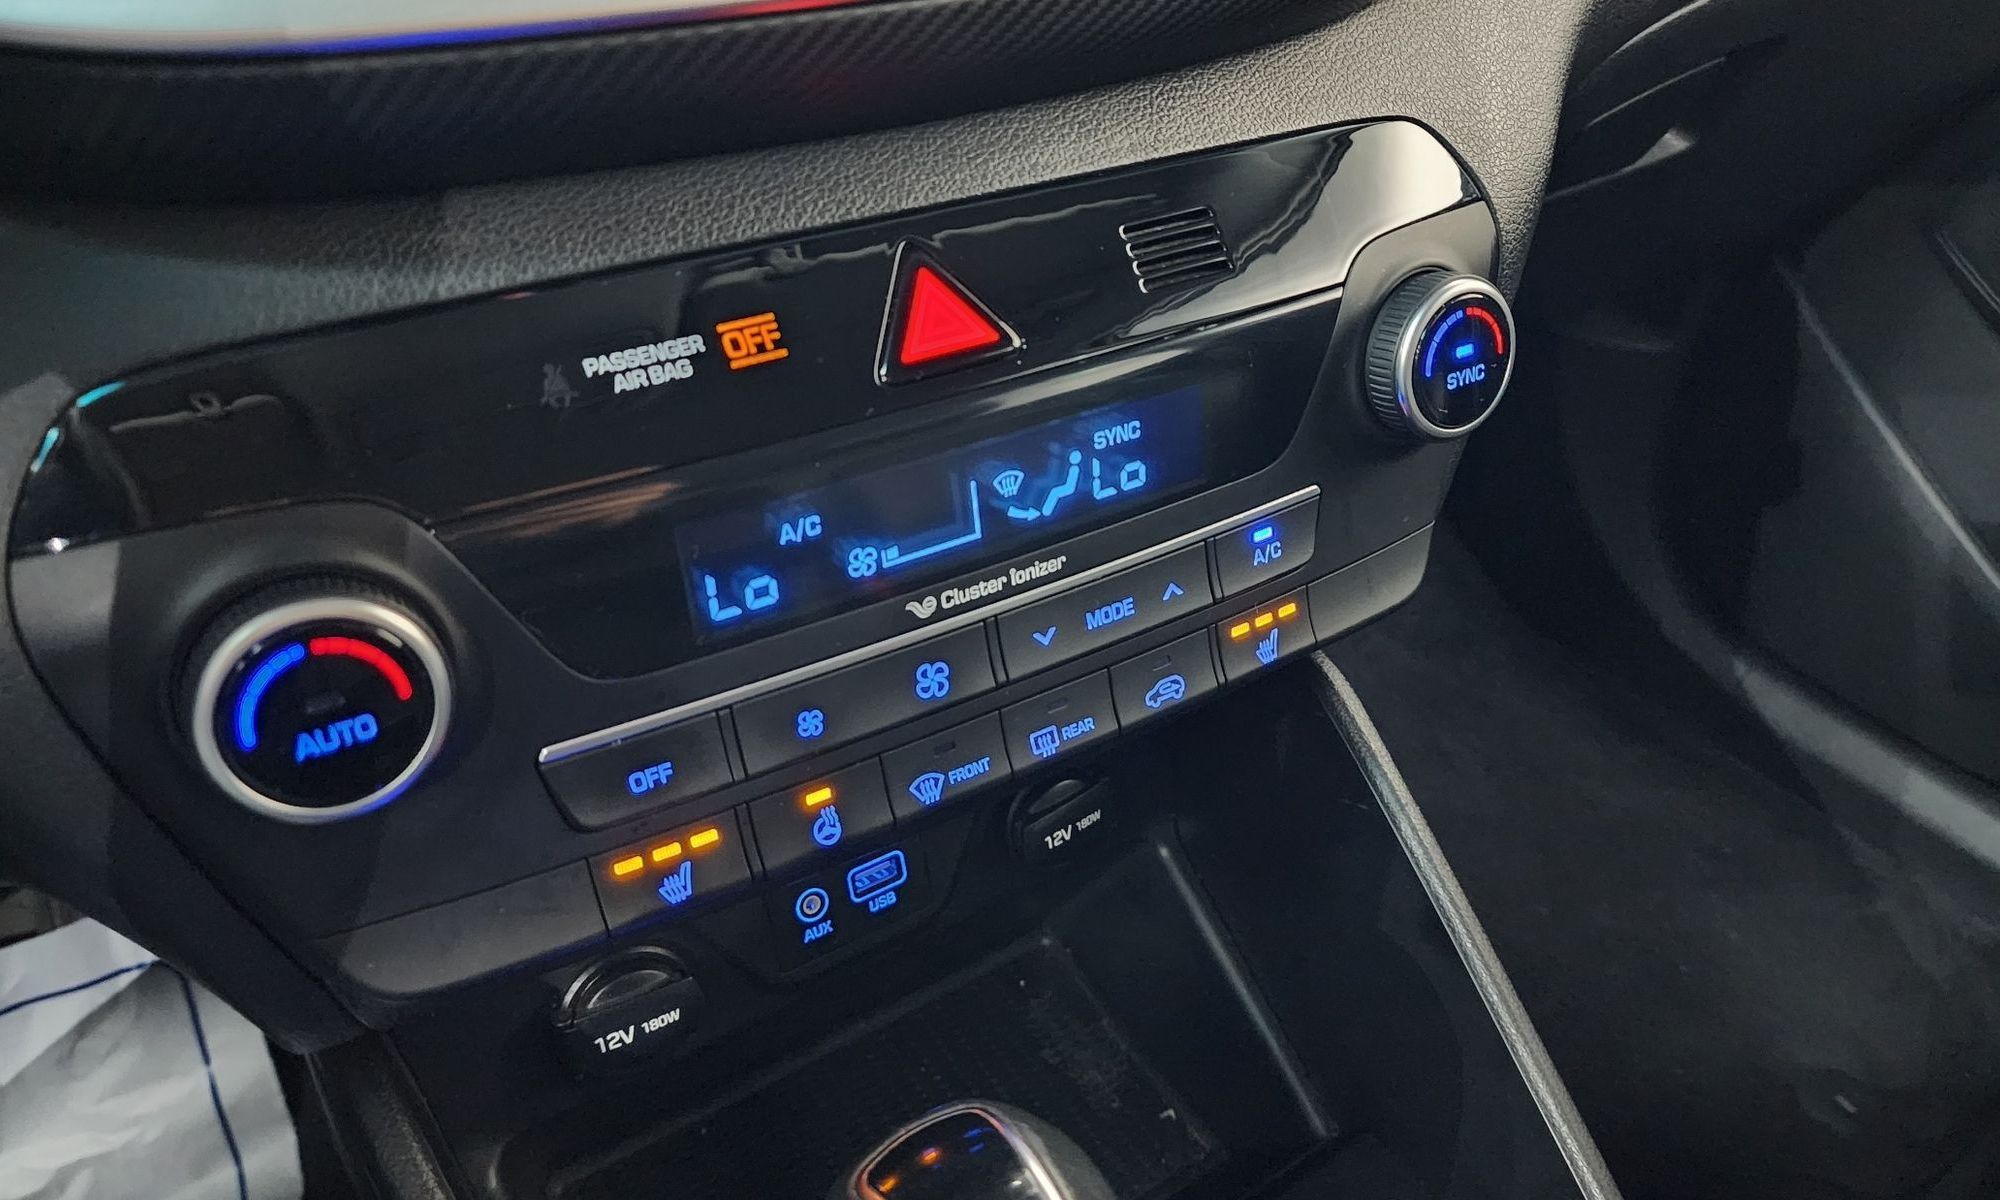 PASSENGER
AIR BAG
OFF
SYNC
SYNC
A/C
Lo
Lo
Cluster ionizer
AUTO
OFF
MODE
A/C
FRONT
REAR
AUX
USB
12V 180W
12V 180W